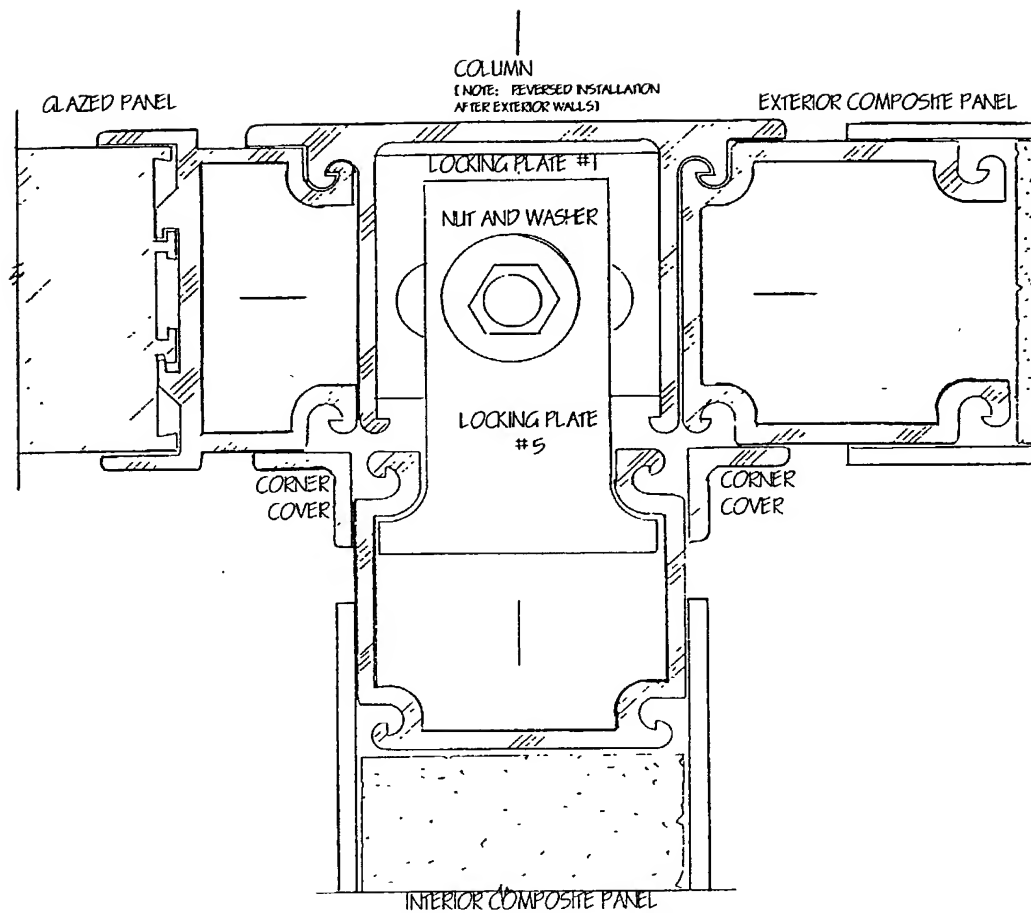 COLUMN
[NOTE: REVERSED INSTALLATION
AFTER EXTERIOR WALLS]
GLAZED PANEL
EXTERIOR COMPOSITE PANEL
LOCKING PLATE #1
NUT AND WASHER
LOCKING PLATE
#5
CORNER
COVER
CORNER
COVER
INTERIOR COMPOSITE PANEL